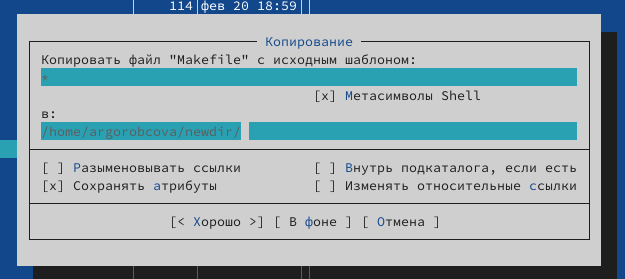 114 фев 20 18:59
Копирование
Копировать файл "Makefile" с исходным шаблоном:
*
[x] Метасимволы Shell
в:
/home/argorobcova/newdir/
[ ] Разыменовывать ссылки [ ] Внутрь подкаталога, если есть
[x] Сохранять атрибуты [ ] Изменять относительные ссылки
[< Хорошо >] [ В фоне ] [ Отмена ]